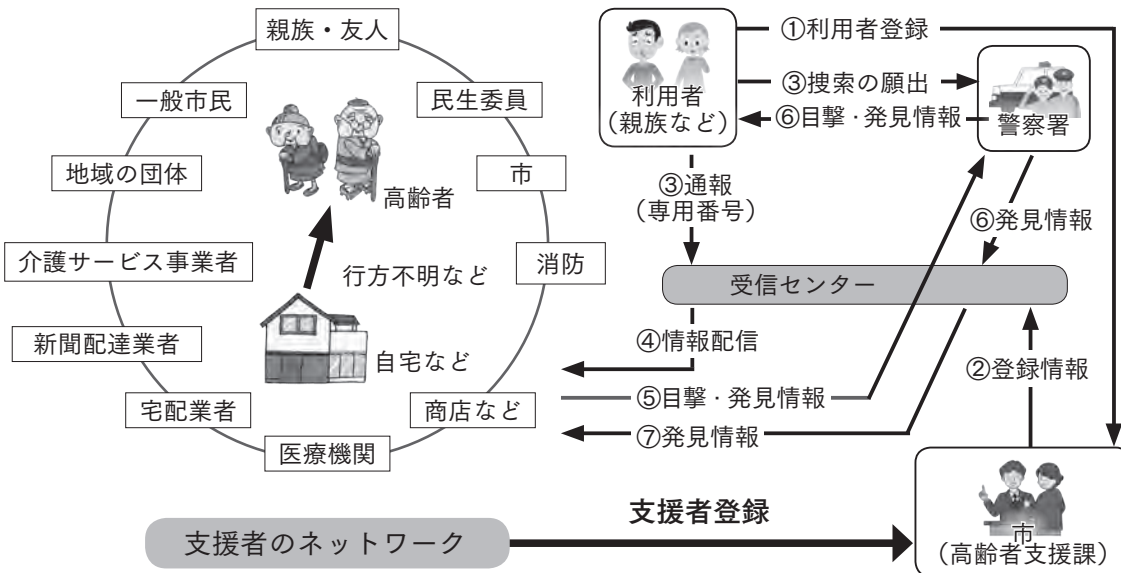 親族・友人
一般市民
民生委員
地域の団体
市
高齢者
介護サービス事業者
消防
行方不明など
新聞配達業者
自宅など
宅配業者
商店など
医療機関
支援者のネットワーク
支援者登録
利用者
（親族など）
①利用者登録
③捜索の願出
⑥目撃・発見情報
警察署
③通報
（専用番号）
⑥発見情報
受信センター
④情報配信
②登録情報
⑤目撃・発見情報
⑦発見情報
市
（高齢者支援課）